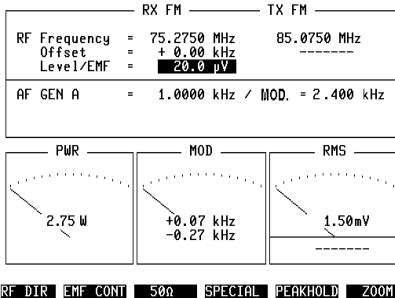 RX FM TX FM
RF Frequency = 75.2750 MHz 85.0750 MHz
Offset = + 0.00 kHz -------
Level/EMF = 20.0 µV
AF GEN A = 1.0000 kHz / MOD. = 2.400 kHz
PWR MOD RMS
2.75 W +0.07 kHz 1.50mV
-0.27 kHz
-------
RF DIR EMF CONT 50Ω SPECIAL PEAKHOLD ZOOM